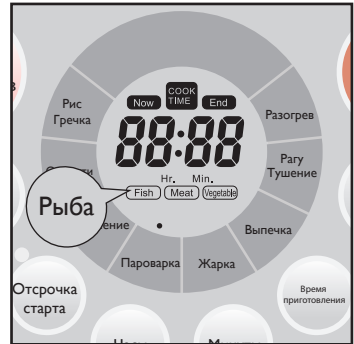 COOK
TIME
Now
End
88:88
Hr. Min.
Fish Meat Vegetable
Рис
Гречка
Разогрев
Рагу
Тушение
Рыба
Выпечка
Пароварка
Жарка
Отсрочка
старта
Время
приготовления